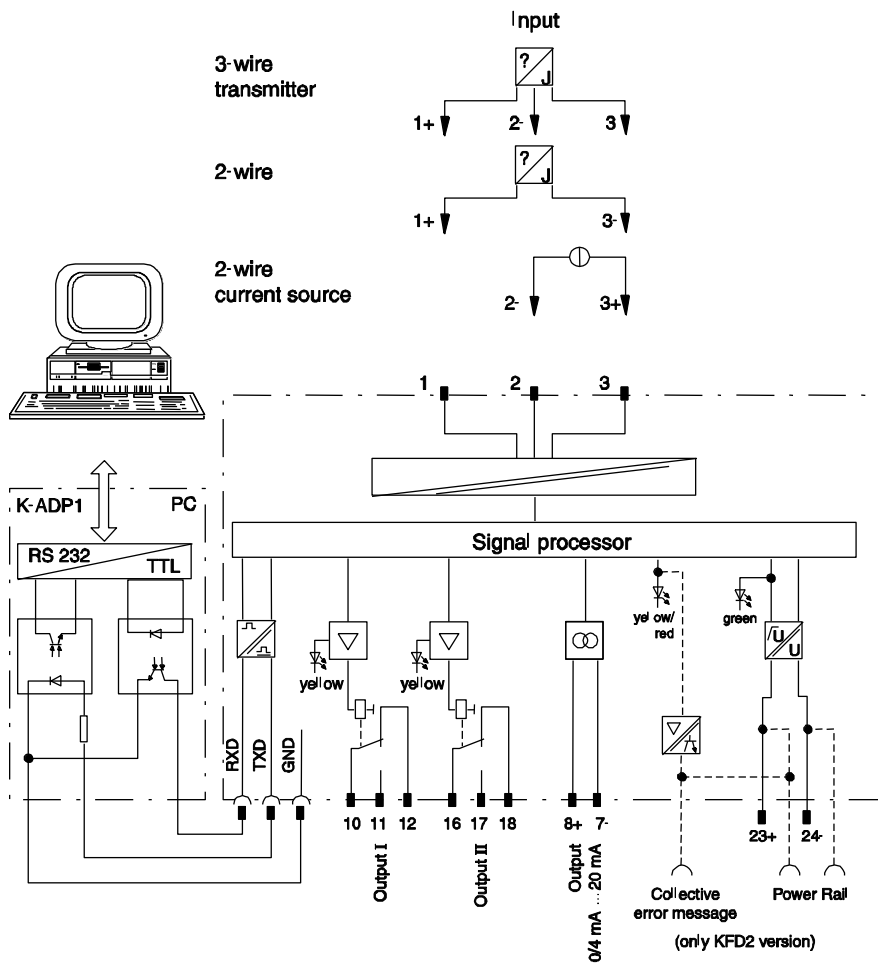 Input
3-wire
transmitter
?
J
1+
2-
3
2-wire
?
J
1+
3-
2-wire
current source
2-
3+
1
2
3
K-ADP1
PC
RS 232
TTL
Signal processor
yellow/
red
green
U
U
yellow
yellow
RXD
TXD
GND
10
11
12
16
17
18
8+
7-
23+
24-
Output I
Output II
Output
0/4 mA ... 20 mA
Collective
error message
Power Rail
(only KFD2 version)